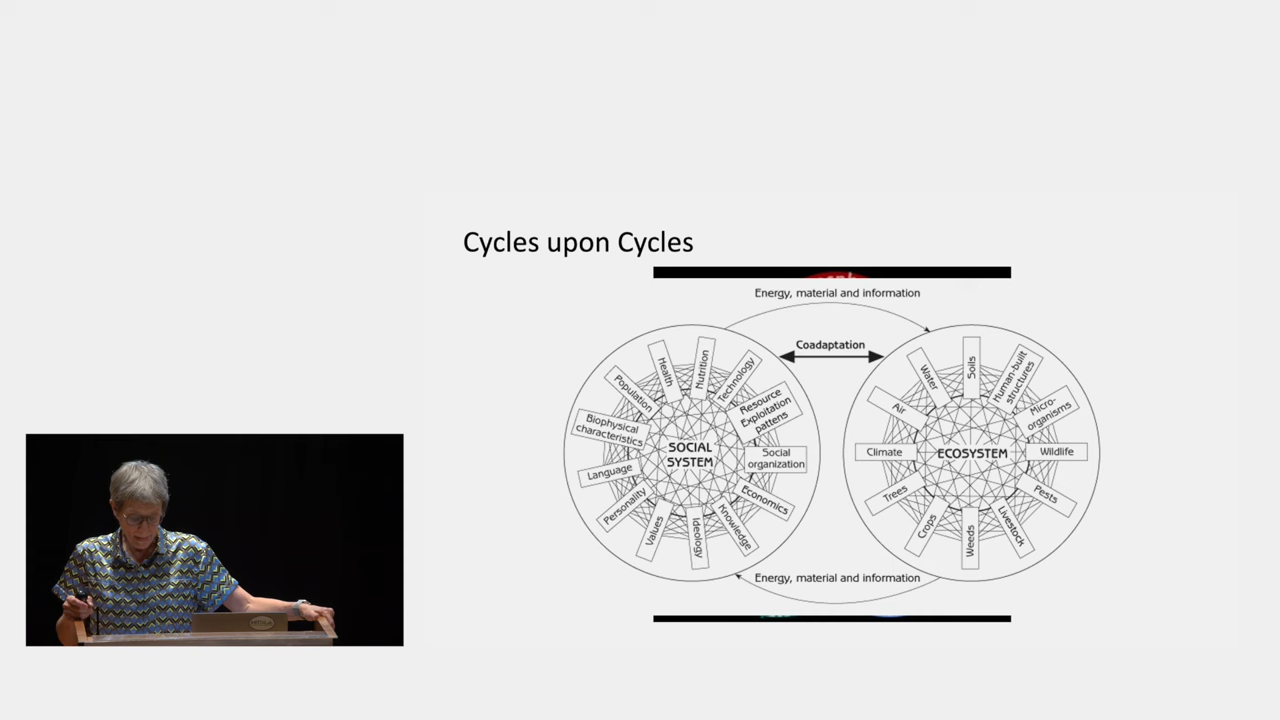 Cycles upon Cycles
Energy, material and information
Coadaptation
SOCIAL
SYSTEM
Health
Nutrition
Technology
Resource
Exploitation
pattens
Social
organization
Economics
Knowledge
Ideology
Values
Personality
Language
Biophysical
characteristics
Population
ECOSYSTEM
Water
Soils
Human-built
structures
Micro-
organisms
Wildlife
Pests
Livestock
Weeds
Crops
Trees
Climate
Air
Energy, material and information